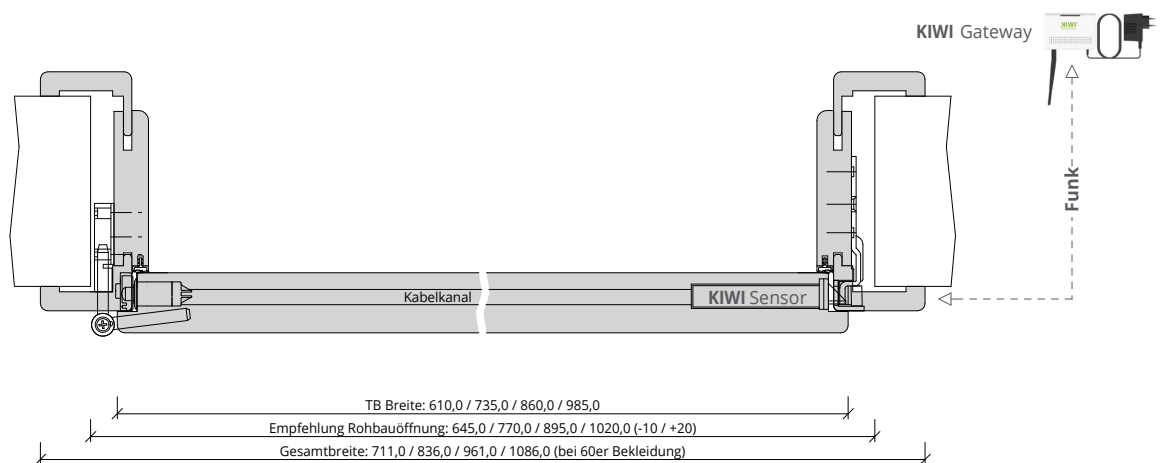 KIWI Gateway
KIWI
Funk
Kabelkanal
KIWI Sensor
TB Breite: 610,0 / 735,0 / 860,0 / 985,0
Empfehlung Rohbauöffnung: 645,0 / 770,0 / 895,0 / 1020,0 (-10 / +20)
Gesamtbreite: 711,0 / 836,0 / 961,0 / 1086,0 (bei 60er Bekleidung)